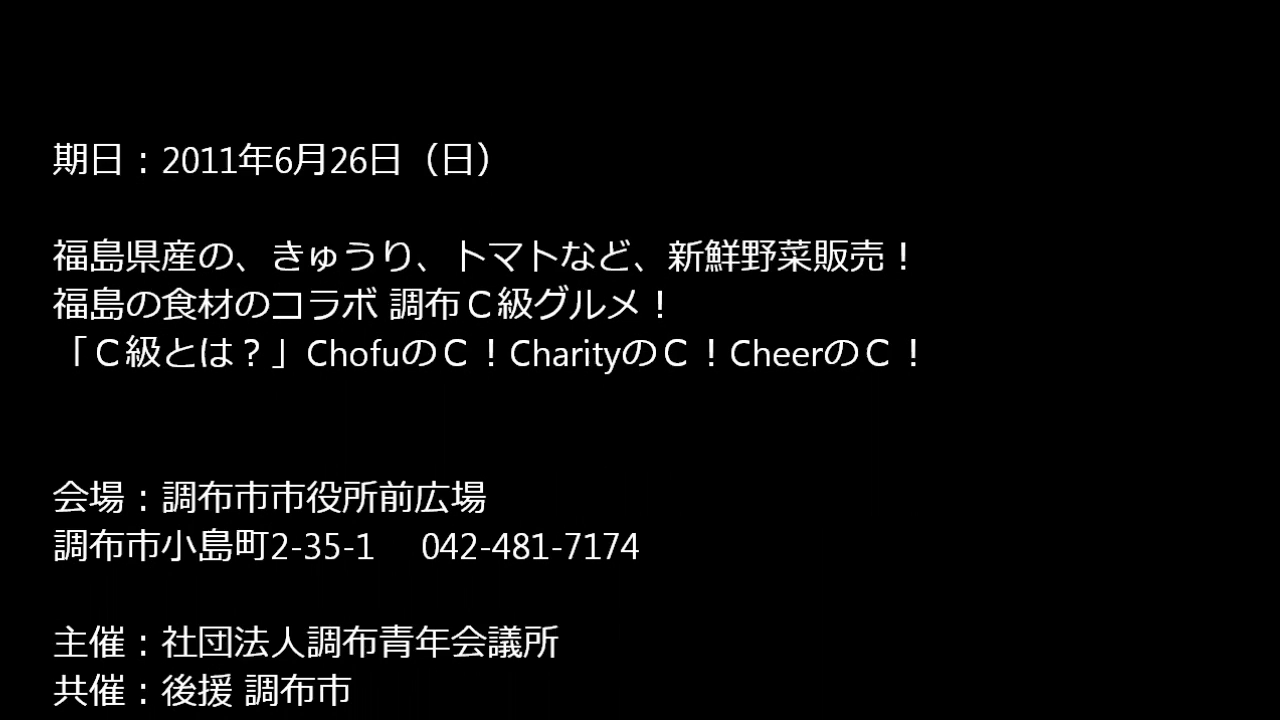 期日：2011年6月26日（日）
福島県産の、きゅうり、トマトなど、新鮮野菜販売！
福島の食材のコラボ 調布Ｃ級グルメ！
「Ｃ級とは？」ChofuのＣ！CharityのＣ！CheerのＣ！
会場：調布市市役所前広場
調布市小島町2-35-1　042-481-7174
主催：社団法人調布青年会議所
共催：後援 調布市